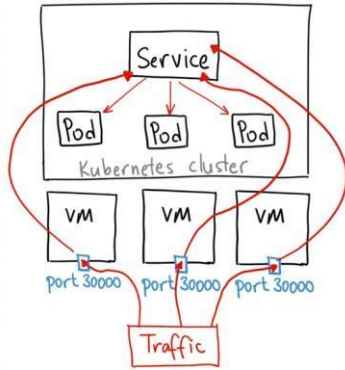 Service
Pod Pod Pod
Kubernetes cluster
VM VM VM
port 30000 port 30000 port 30000
Traffic